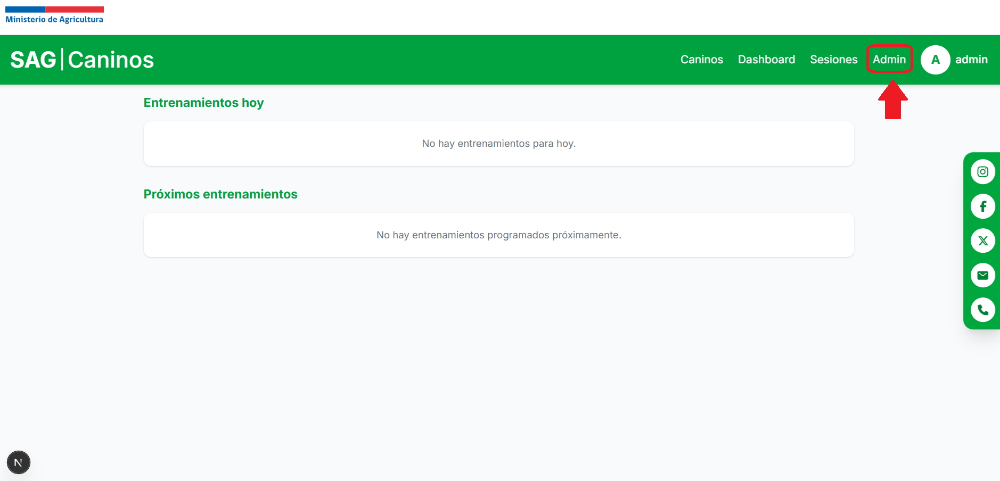 Ministerio de Agricultura
SAG|Caninos
Caninos Dashboard Sesiones Admin A admin
Entrenamientos hoy
No hay entrenamientos para hoy.
Próximos entrenamientos
No hay entrenamientos programados próximamente.
N